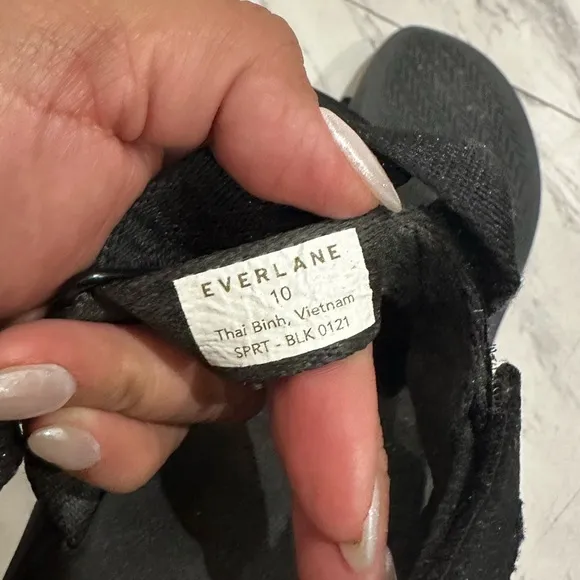 EVERLANE
10
Thai Binh, Vietnam
SPRT - BLK 0121